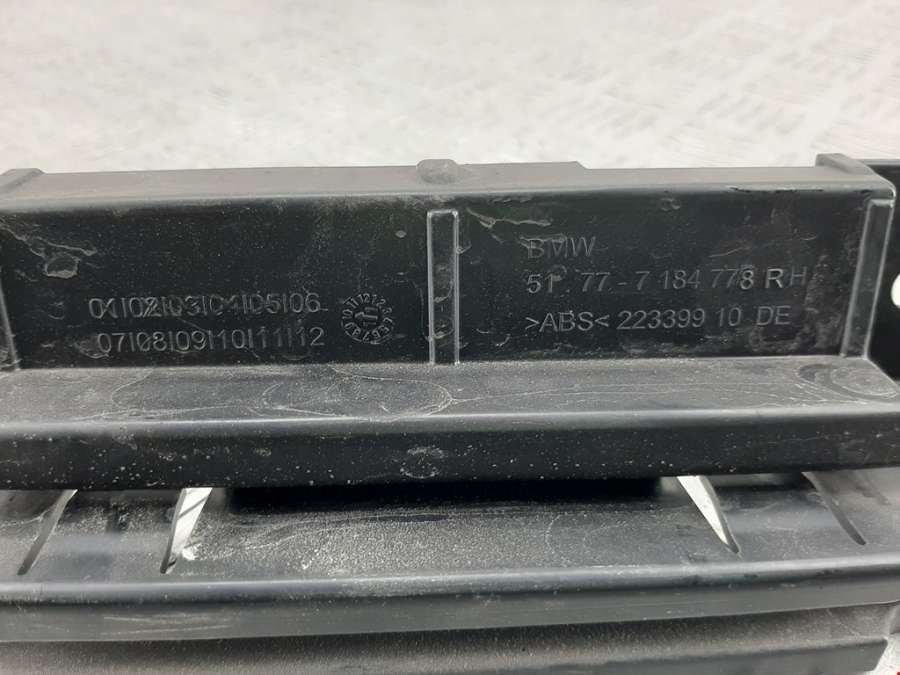 BMW
51 77 - 7 184 778 RH
>ABS< 223399 10 DE
01|02|03|04|05|06
07|08|09|10|11|12